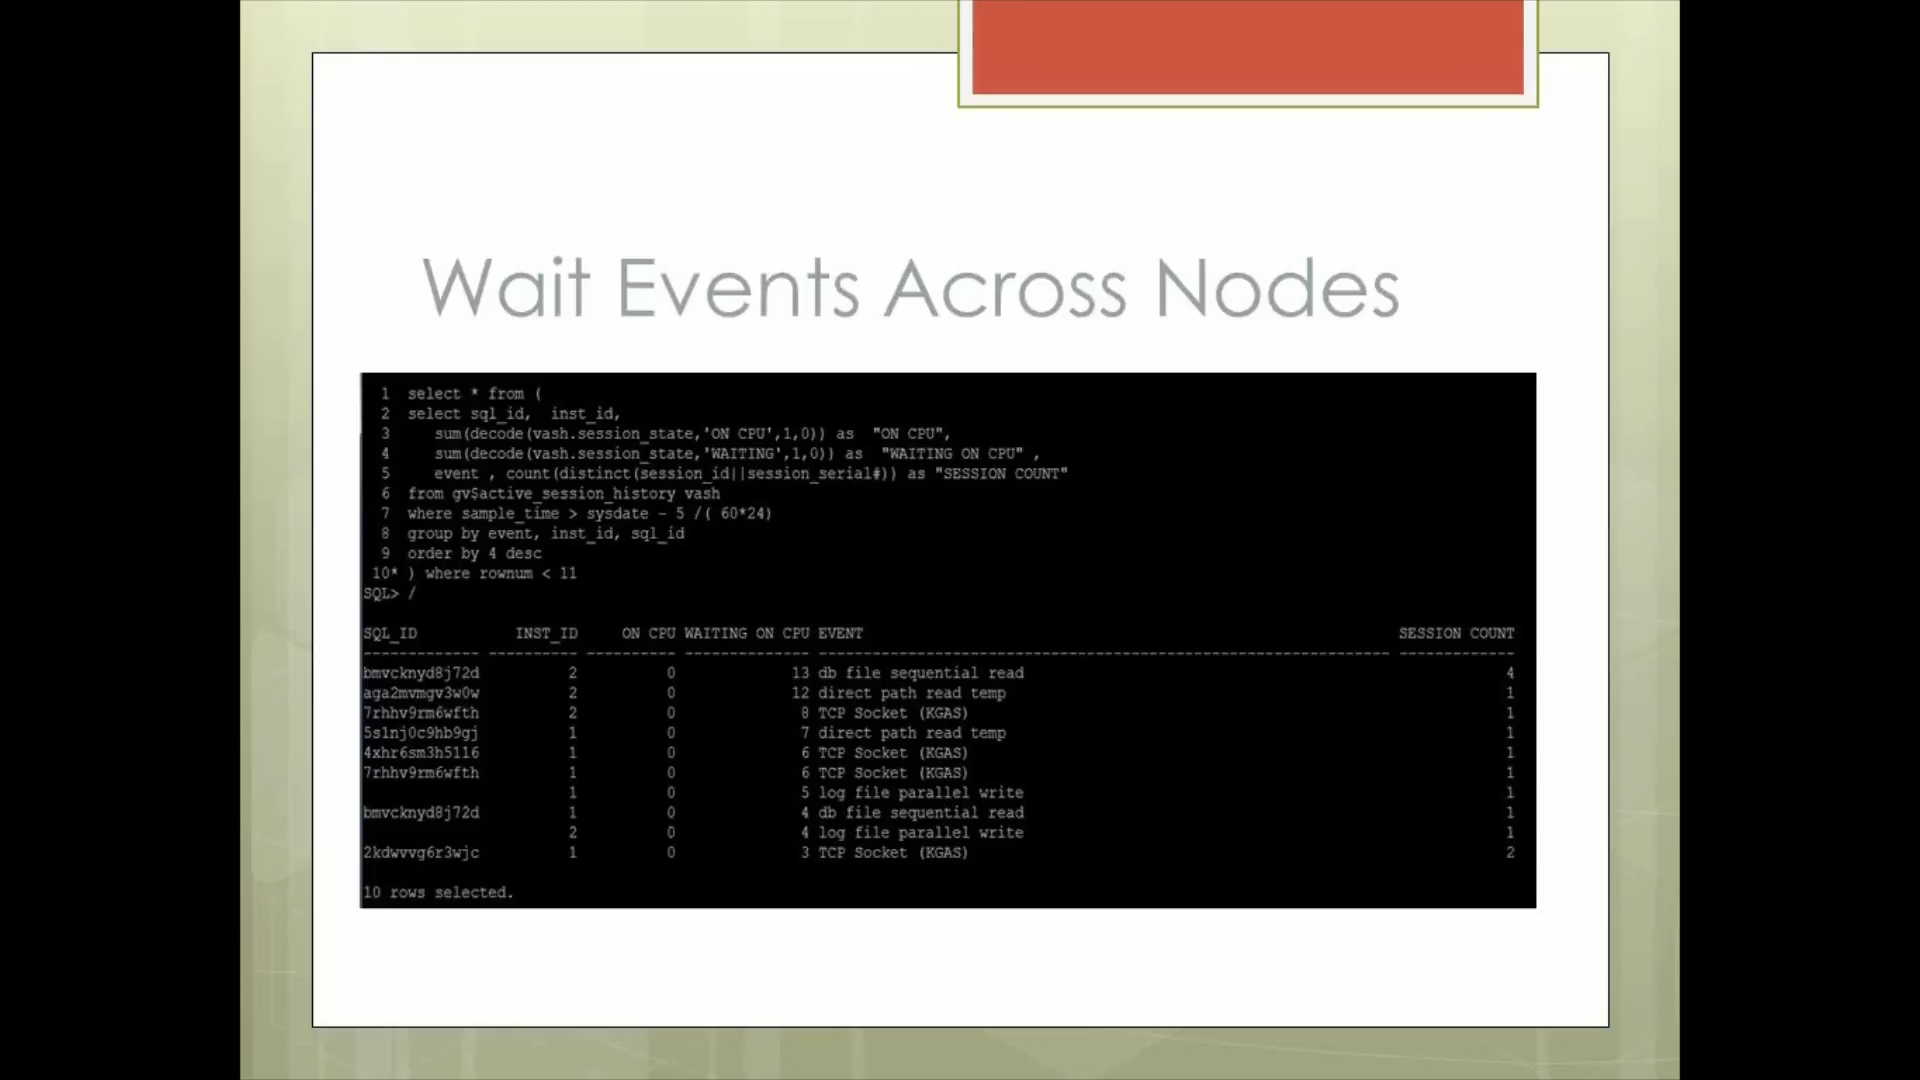 Wait Events Across Nodes
1 select * from (
2 select sql_id, inst_id,
3 sum(decode(vash.session_state,'ON CPU',1,0)) as "ON CPU",
4 sum(decode(vash.session_state,'WAITING',1,0)) as "WAITING ON CPU" ,
5 event , count(distinct(session_id||session_serial#)) as "SESSION COUNT"
6 from gv$active_session_history vash
7 where sample_time > sysdate - 5 /( 60*24)
8 group by event, inst_id, sql_id
9 order by 4 desc
10* ) where rownum < 11
SQL> /
SQL_ID INST_ID ON CPU WAITING ON CPU EVENT SESSION COUNT
bmvcknyd8j72d 2 0 13 db file sequential read 4
aga2mvmgv3w0w 2 0 12 direct path read temp 1
7rhhv9rm6wfth 2 0 8 TCP Socket (KGAS) 1
5s1nj0c9hb9gj 1 0 7 direct path read temp 1
4xhr6sm3h5116 1 0 6 TCP Socket (KGAS) 1
7rhhv9rm6wfth 1 0 6 TCP Socket (KGAS) 1
1 0 5 log file parallel write 1
bmvcknyd8j72d 1 0 4 db file sequential read 1
2 0 4 log file parallel write 1
2kdwvvg6r3wjc 1 0 3 TCP Socket (KGAS) 2
10 rows selected.